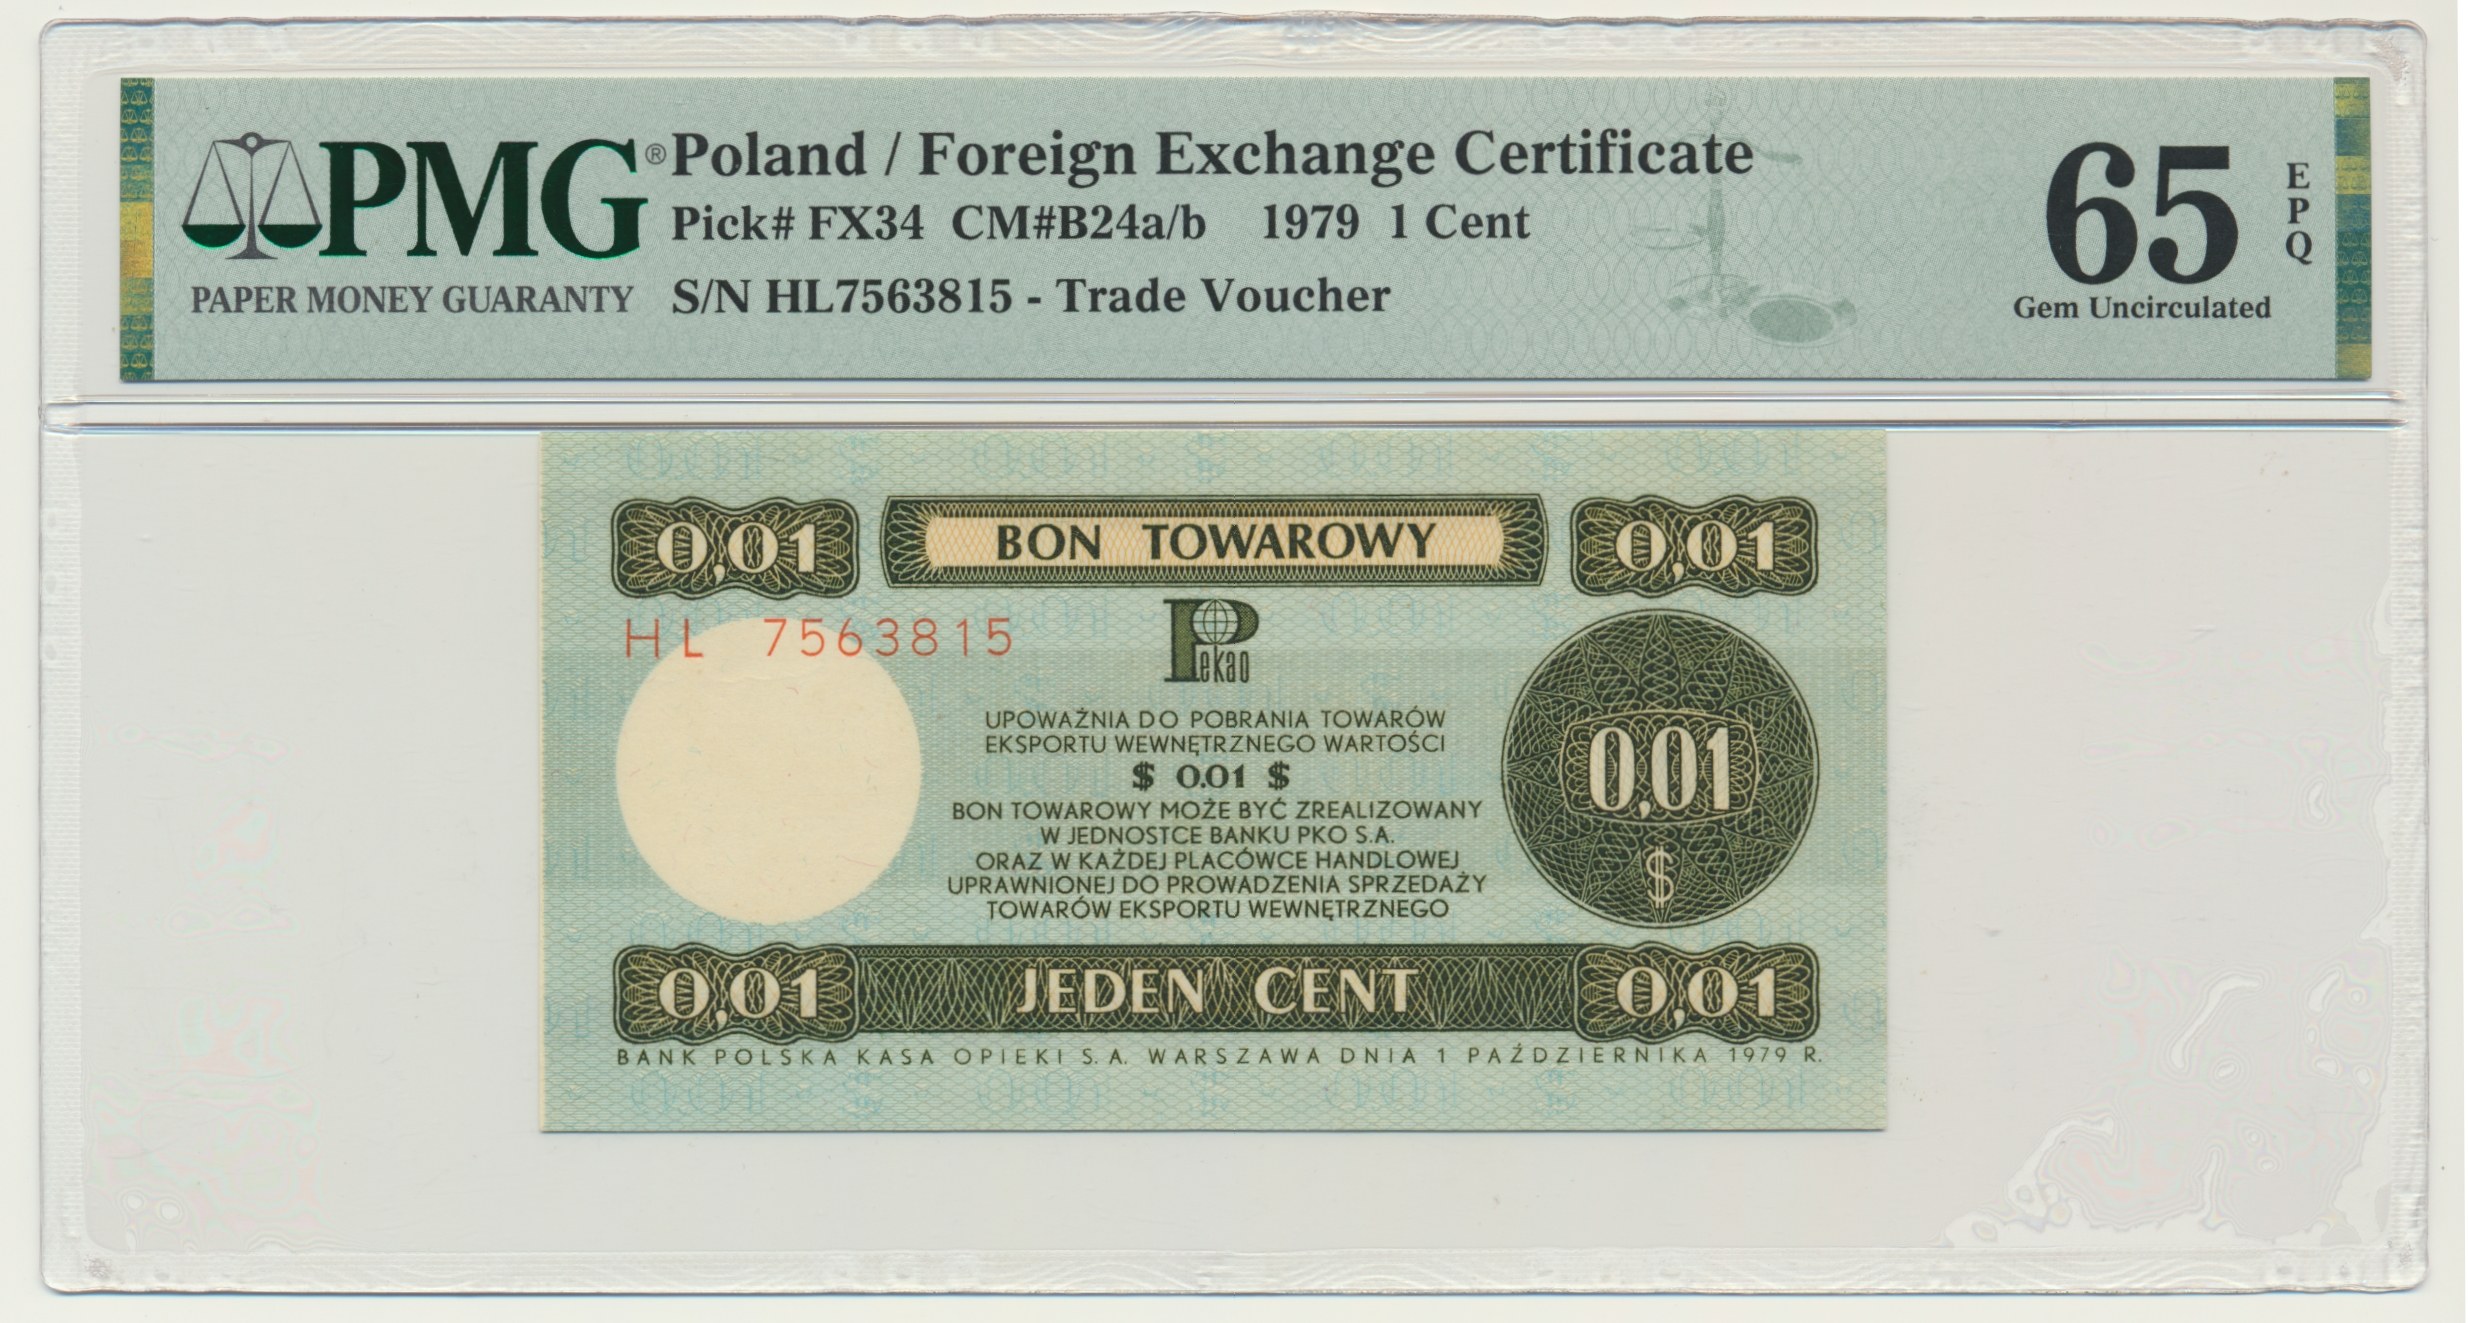 PMG®
PAPER MONEY GUARANTY
Poland / Foreign Exchange Certificate
Pick# FX34 CM#B24a/b 1979 1 Cent
S/N HL7563815 - Trade Voucher
65
EPQ
Gem Uncirculated
0,01 BON TOWAROWY 0,01
HL 7563815
Pekao
UPOWAŻNIA DO POBRANIA TOWARÓW
EKSPORTU WEWNĘTRZNEGO WARTOŚCI
$ 0.01 $
BON TOWAROWY MOŻE BYĆ ZREALIZOWANY
W JEDNOSTCE BANKU PKO S.A.
ORAZ W KAŻDEJ PLACÓWCE HANDLOWEJ
UPRAWNIONEJ DO PROWADZENIA SPRZEDAŻY
TOWARÓW EKSPORTU WEWNĘTRZNEGO
0,01
$
0,01 JEDEN CENT 0,01
BANK POLSKA KASA OPIEKI S.A. WARSZAWA DNIA 1 PAŹDZIERNIKA 1979 R.